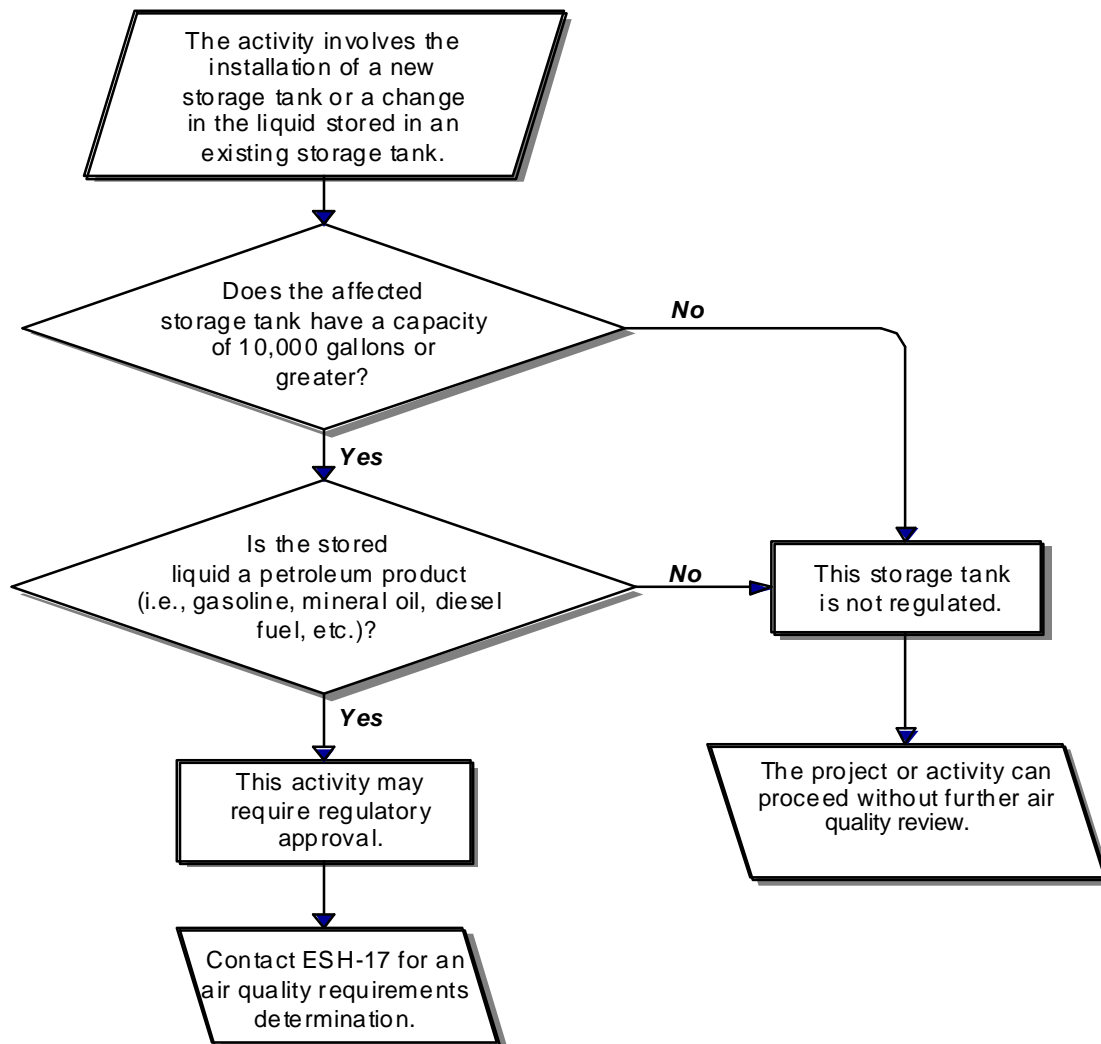 The activity involves the
installation of a new
storage tank or a change
in the liquid stored in an
existing storage tank.
Does the affected
storage tank have a capacity
of 10,000 gallons or
greater?
No
Yes
Is the stored
liquid a petroleum product
(i.e., gasoline, mineral oil, diesel
fuel, etc.)?
No
This storage tank
is not regulated.
Yes
This activity may
require regulatory
approval.
The project or activity can
proceed without further air
quality review.
Contact ESH-17 for an
air quality requirements
determination.